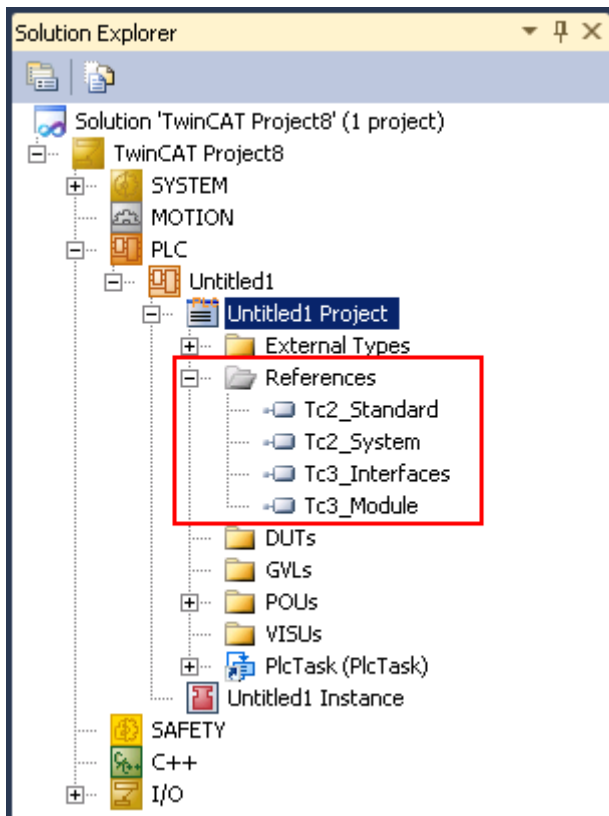 Solution Explorer
Solution 'TwinCAT Project8' (1 project)
TwinCAT Project8
SYSTEM
MOTION
PLC
Untitled1
Untitled1 Project
External Types
References
Tc2_Standard
Tc2_System
Tc3_Interfaces
Tc3_Module
DUTs
GVLs
POUs
VISUs
PlcTask (PlcTask)
Untitled1 Instance
SAFETY
C++
I/O